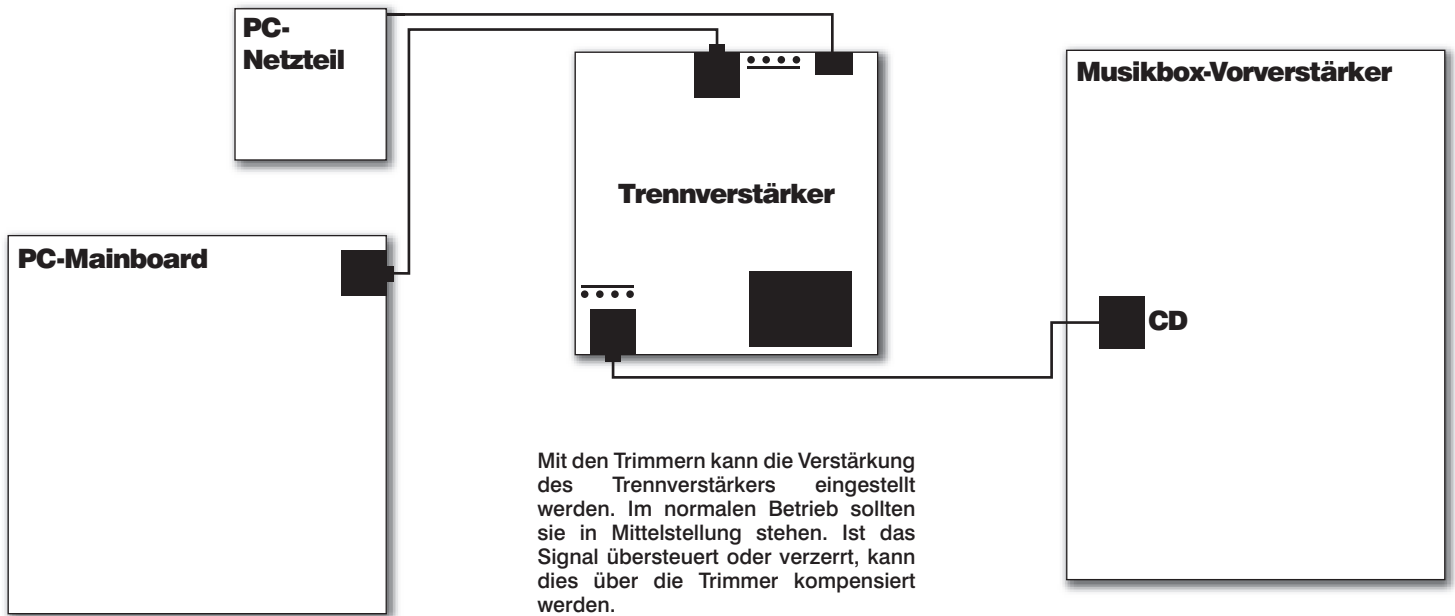 PC-
Netzteil
Musikbox-Vorverstärker
Trennverstärker
PC-Mainboard
CD
Mit den Trimmern kann die Verstärkung
des Trennverstärkers eingestellt
werden. Im normalen Betrieb sollten
sie in Mittelstellung stehen. Ist das
Signal übersteuert oder verzerrt, kann
dies über die Trimmer kompensiert
werden.